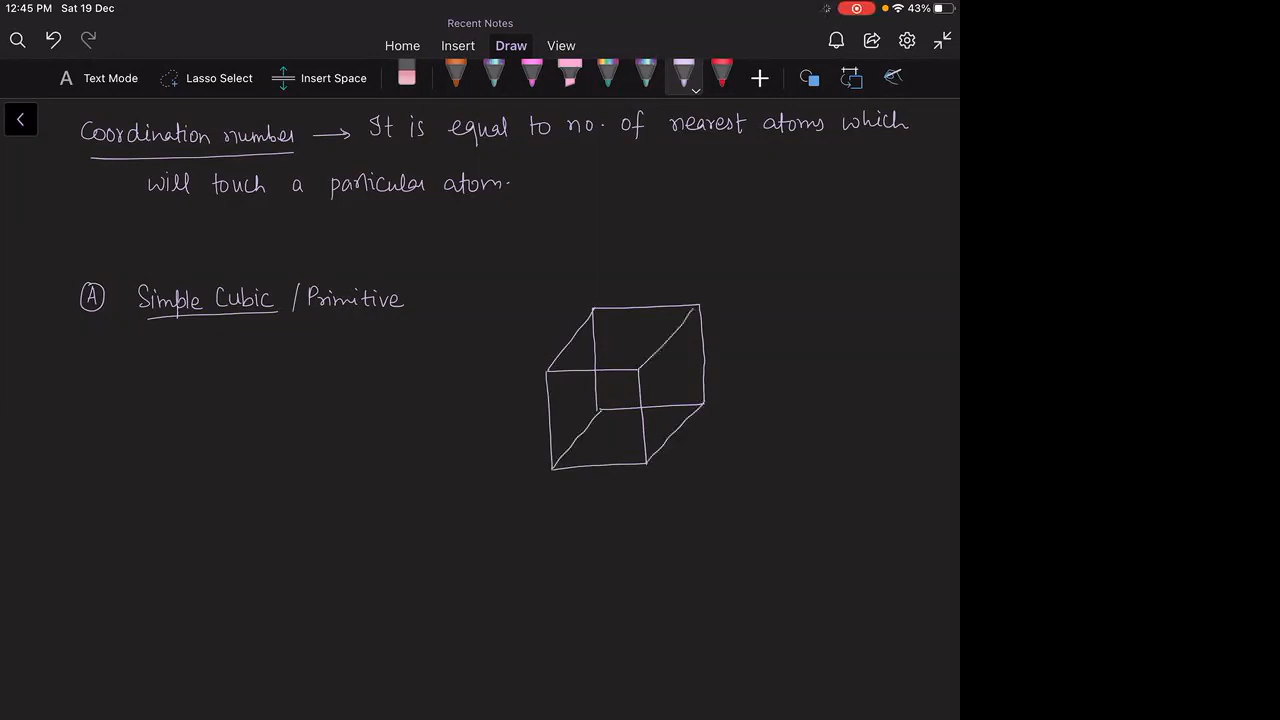 12:45 PM Sat 19 Dec 43%
Recent Notes
Home Insert Draw View
A Text Mode Lasso Select Insert Space
Coordination number → It is equal to no. of nearest atoms which
will touch a particular atom.
A Simple Cubic / Primitive